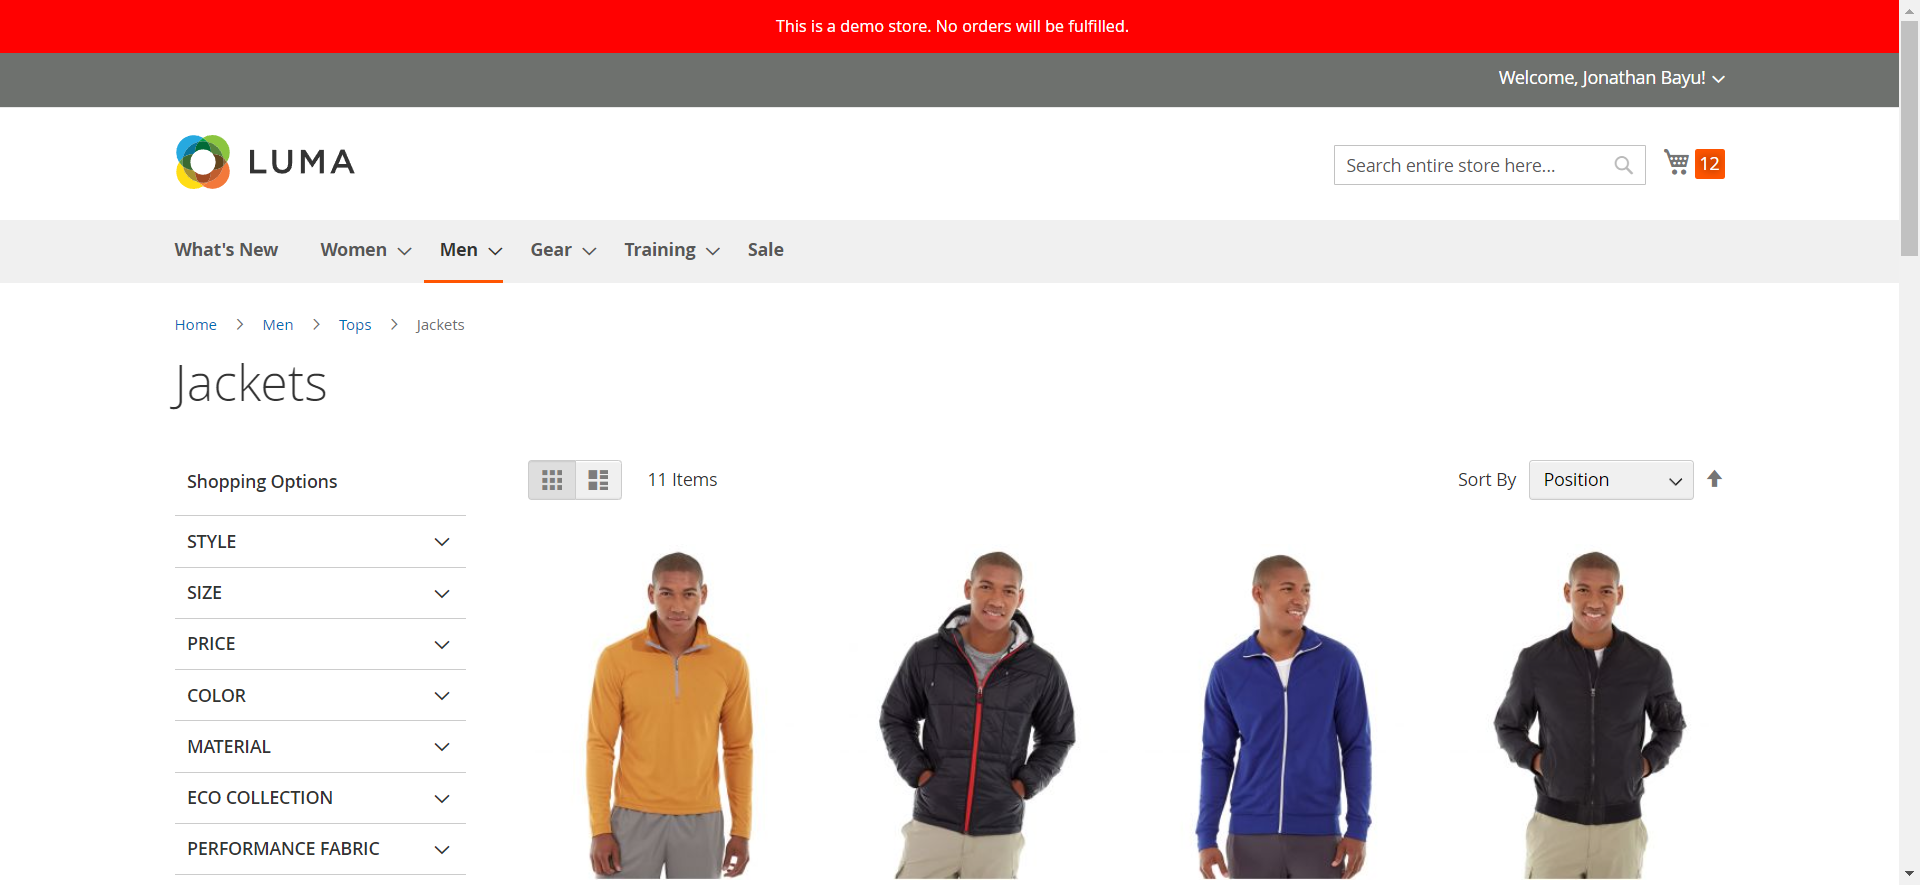 This is a demo store. No orders will be fulfilled.
Welcome, Jonathan Bayu!
LUMA
Search entire store here...
12
What's New
Women
Men
Gear
Training
Sale
Home
Men
Tops
Jackets
Jackets
Shopping Options
11 Items
Sort By
Position
STYLE
SIZE
PRICE
COLOR
MATERIAL
ECO COLLECTION
PERFORMANCE FABRIC